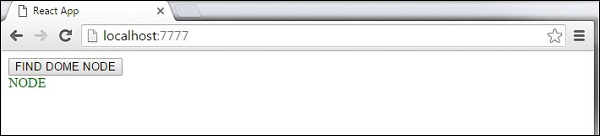 React App
localhost:7777
FIND DOME NODE
NODE